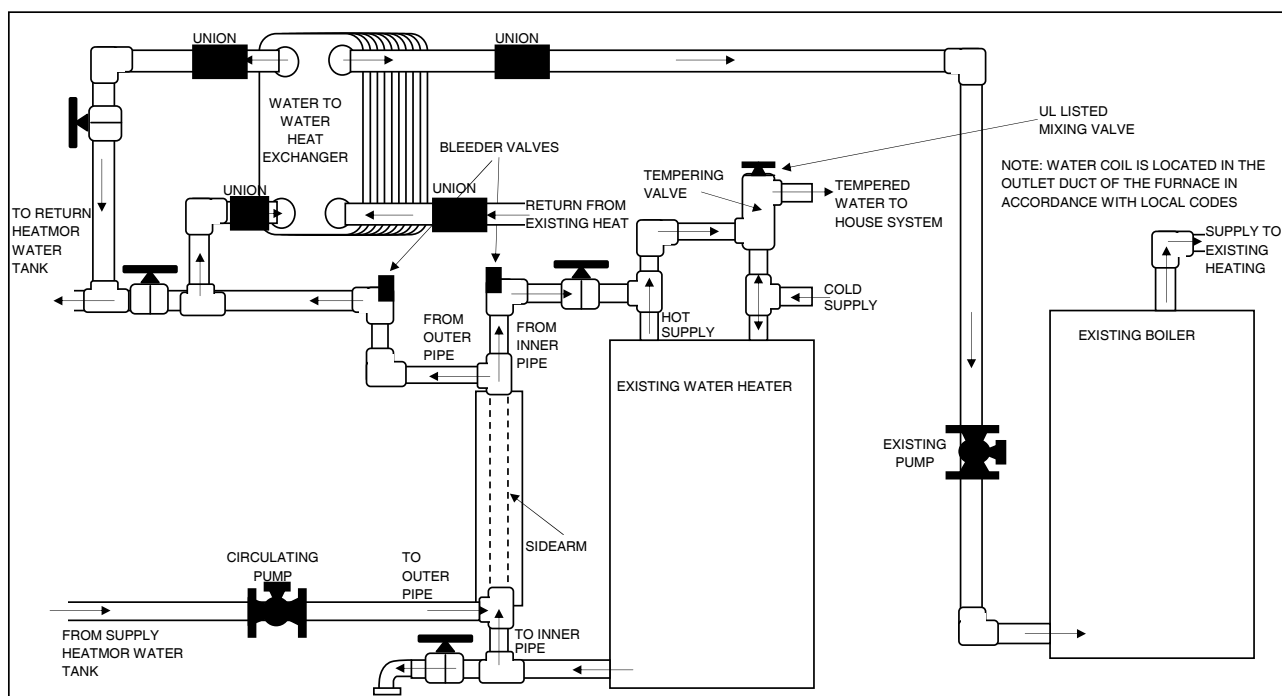 UNION
UNION
WATER TO
WATER
HEAT
EXCHANGER
BLEEDER VALVES
UL LISTED
MIXING VALVE
NOTE: WATER COIL IS LOCATED IN THE
OUTLET DUCT OF THE FURNACE IN
ACCORDANCE WITH LOCAL CODES
TEMPERING
VALVE
TEMPERED
WATER TO
HOUSE SYSTEM
UNION
UNION
RETURN FROM
EXISTING HEAT
TO RETURN
HEATMOR
WATER
TANK
SUPPLY TO
EXISTING
HEATING
COLD
SUPPLY
FROM
OUTER
PIPE
FROM
INNER
PIPE
HOT
SUPPLY
EXISTING BOILER
EXISTING WATER HEATER
EXISTING
PUMP
SIDEARM
CIRCULATING
PUMP
TO
OUTER
PIPE
FROM SUPPLY
HEATMOR WATER
TANK
TO INNER
PIPE